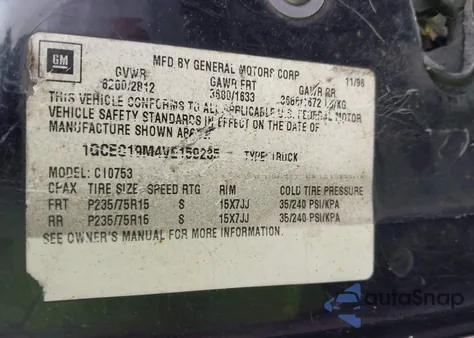 GM
MFD BY GENERAL MOTORS CORP 11/96
GVWR GAWR FRT GAWR RR
6200/2812 3600/1633
THIS VEHICLE CONFORMS TO ALL APPLICABLE U.S. FEDERAL MOTOR
VEHICLE SAFETY STANDARDS IN EFFECT ON THE DATE OF
MANUFACTURE SHOWN ABOVE.
TYPE: TRUCK
MODEL: C10753
TIRE SIZE SPEED RTG RIM COLD TIRE PRESSURE
FRT P235/75R15 S 15X7JJ 35/240 PSI/KPA
RR P235/75R15 S 15X7JJ 35/240 PSI/KPA
SEE OWNER'S MANUAL FOR MORE INFORMATION.
autoSnap